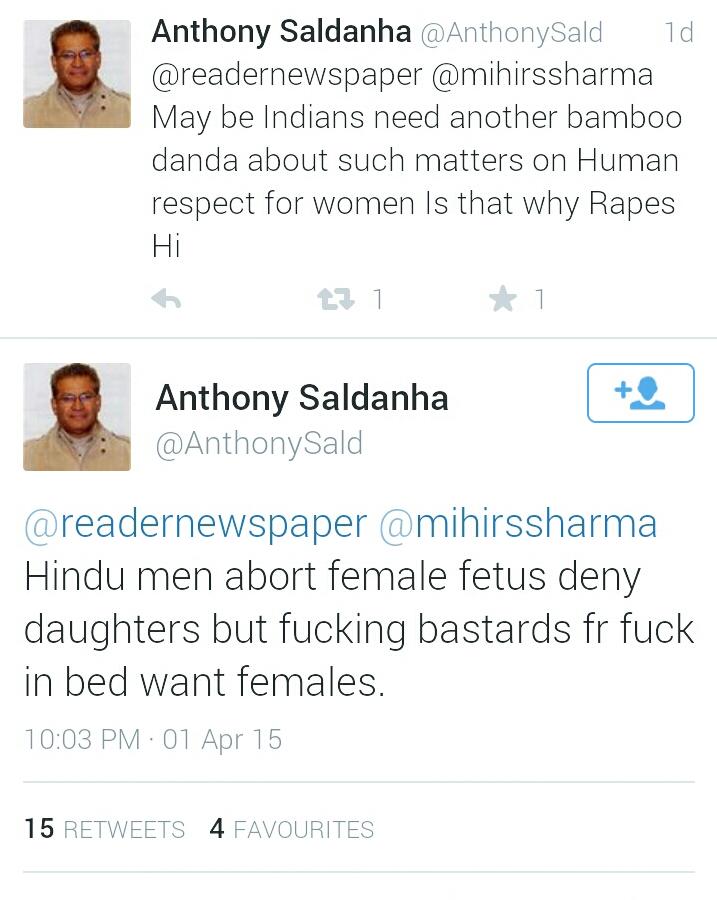 Anthony Saldanha @AnthonySald 1d
@readernewspaper @mihirssharma
May be Indians need another bamboo
danda about such matters on Human
respect for women Is that why Rapes
Hi
1 1
Anthony Saldanha
@AnthonySald
@readernewspaper @mihirssharma
Hindu men abort female fetus deny
daughters but fucking bastards fr fuck
in bed want females.
10:03 PM · 01 Apr 15
15 RETWEETS 4 FAVOURITES